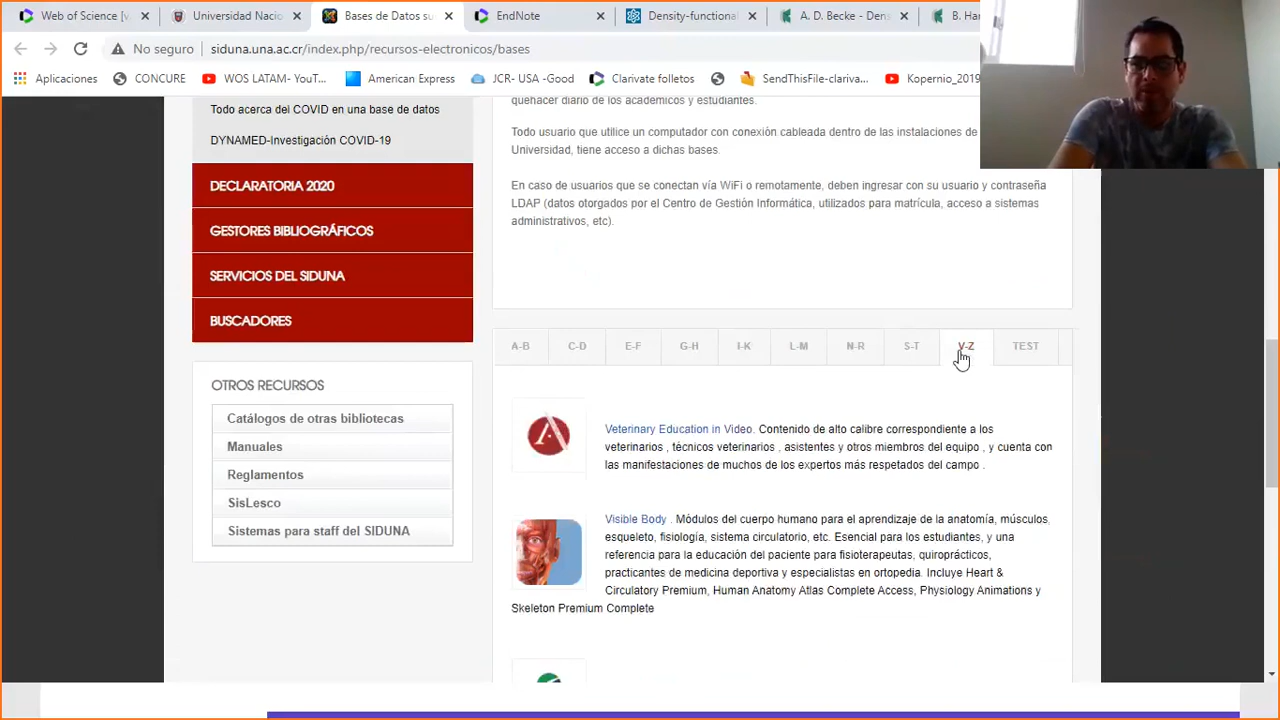 Web of Science [v
Universidad Nacio
Bases de Datos su
EndNote
Density-functional
A. D. Becke - Dens
B. Har
No seguro
siduna.una.ac.cr/index.php/recursos-electronicos/bases
Aplicaciones
CONCURE
WOS LATAM- YouT...
American Express
JCR- USA -Good
Clarivate folletos
SendThisFile-clariva...
Kopernio_2019
Todo acerca del COVID en una base de datos
DYNAMED-Investigación COVID-19
DECLARATORIA 2020
GESTORES BIBLIOGRÁFICOS
SERVICIOS DEL SIDUNA
BUSCADORES
OTROS RECURSOS
Catálogos de otras bibliotecas
Manuales
Reglamentos
SisLesco
Sistemas para staff del SIDUNA
quehacer diario de los académicos y estudiantes.
Todo usuario que utilice un computador con conexión cableada dentro de las instalaciones de
Universidad, tiene acceso a dichas bases.
En caso de usuarios que se conectan vía WiFi o remotamente, deben ingresar con su usuario y contraseña
LDAP (datos otorgados por el Centro de Gestión Informática, utilizados para matrícula, acceso a sistemas
administrativos, etc).
A-B
C-D
E-F
G-H
I-K
L-M
N-R
S-T
V-Z
TEST
Veterinary Education in Video. Contenido de alto calibre correspondiente a los
veterinarios , técnicos veterinarios , asistentes y otros miembros del equipo , y cuenta con
las manifestaciones de muchos de los expertos más respetados del campo .
Visible Body . Módulos del cuerpo humano para el aprendizaje de la anatomía, músculos,
esqueleto, fisiología, sistema circulatorio, etc. Esencial para los estudiantes, y una
referencia para la educación del paciente para fisioterapeutas, quiroprácticos,
practicantes de medicina deportiva y especialistas en ortopedia. Incluye Heart &
Circulatory Premium, Human Anatomy Atlas Complete Access, Physiology Animations y
Skeleton Premium Complete